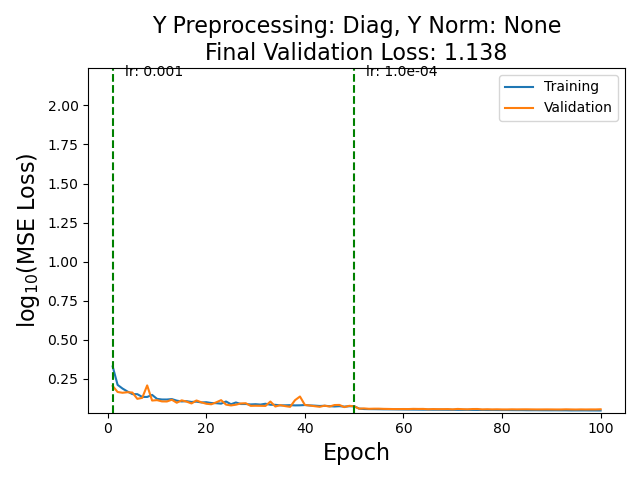 Y Preprocessing: Diag, Y Norm: None
Final Validation Loss: 1.138
lr: 0.001
lr: 1.0e-04
Training
Validation
2.00
1.75
1.50
1.25
1.00
0.75
0.50
0.25
log₁₀(MSE Loss)
0
20
40
60
80
100
Epoch